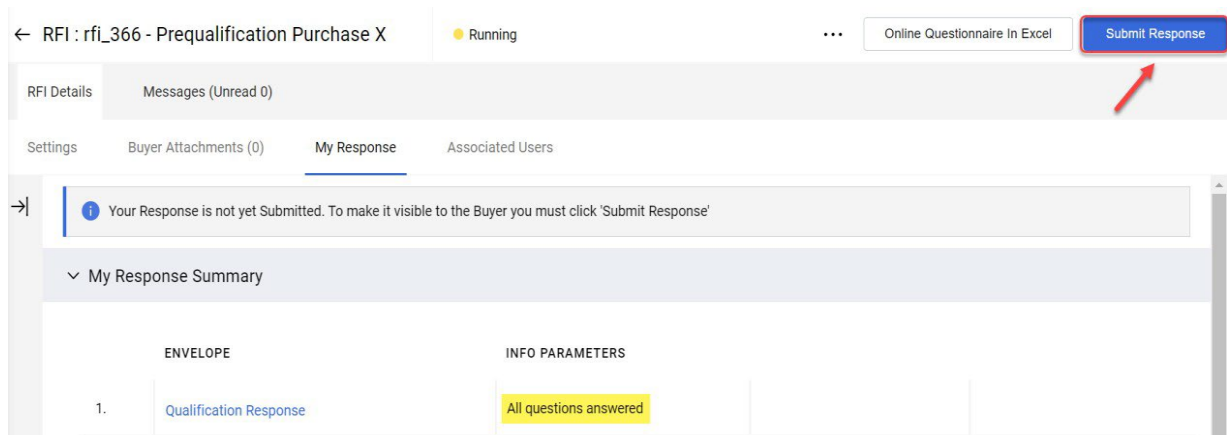 ← RFI : rfi_366 - Prequalification Purchase X Running ... Online Questionnaire In Excel Submit Response
RFI Details Messages (Unread 0)
Settings Buyer Attachments (0) My Response Associated Users
Your Response is not yet Submitted. To make it visible to the Buyer you must click 'Submit Response'
My Response Summary
ENVELOPE INFO PARAMETERS
1. Qualification Response All questions answered